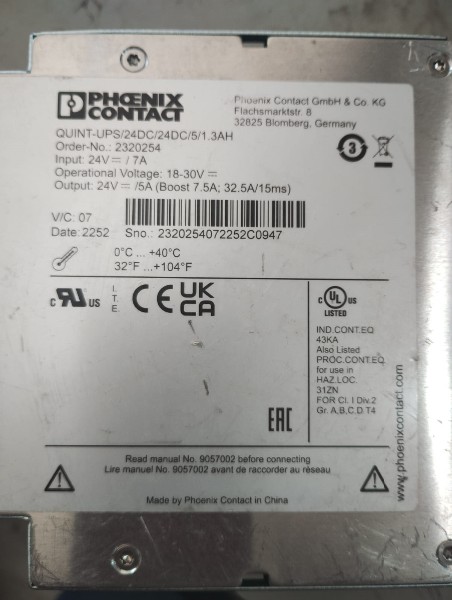 PHŒNIX
CONTACT
Phoenix Contact GmbH & Co. KG
Flachsmarktstr. 8
32825 Blomberg, Germany
QUINT-UPS/24DC/24DC/5/1.3AH
Order-No.: 2320254
Input: 24V⎓ / 7A
Operational Voltage: 18-30V⎓
Output: 24V⎓ /5A (Boost 7.5A; 32.5A/15ms)
3
V/C: 07
Date: 2252 Sno.: 2320254072252C0947
0°C ... +40°C
32°F ...+104°F
c RU US
I.T.E.
CE UK CA
C UL US
LISTED
IND.CONT.EQ
43KA
Also Listed
PROC.CONT.EQ.
for use in
HAZ.LOC.
31ZN
FOR Cl. I Div.2
Gr. A,B,C,D T4
EAC
www.phoenixcontact.com
Read manual No. 9057002 before connecting
Lire manuel No. 9057002 avant de raccorder au réseau
Made by Phoenix Contact in China